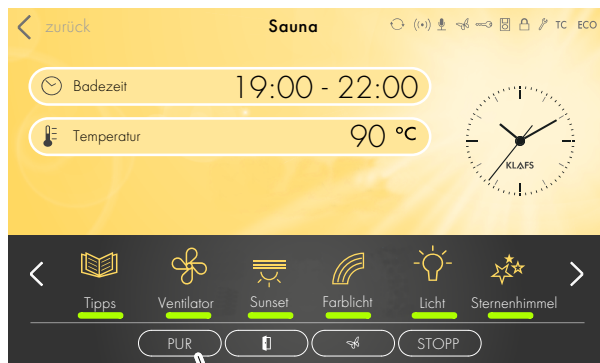 zurück Sauna TC ECO
Badezeit 19:00 - 22:00
Temperatur 90 °C
KLAFS
Tipps Ventilator Sunset Farblicht Licht Sternenhimmel
PUR STOPP